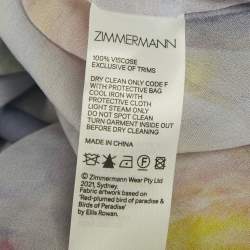 ZIMMERMANN
100% VISCOSE
EXCLUSIVE OF TRIMS
DRY CLEAN ONLY CODE F
WITH PROTECTIVE BAG
COOL IRON WITH
PROTECTIVE CLOTH
LIGHT STEAM ONLY
DO NOT SPOT CLEAN
TURN GARMENT INSIDE OUT
BEFORE DRY CLEANING
MADE IN CHINA
© Zimmermann Wear Pty Ltd
2021, Sydney.
Fabric artwork based on
'Red-plumed bird of paradise &
Birds of Paradise'
by Ellis Rowan.